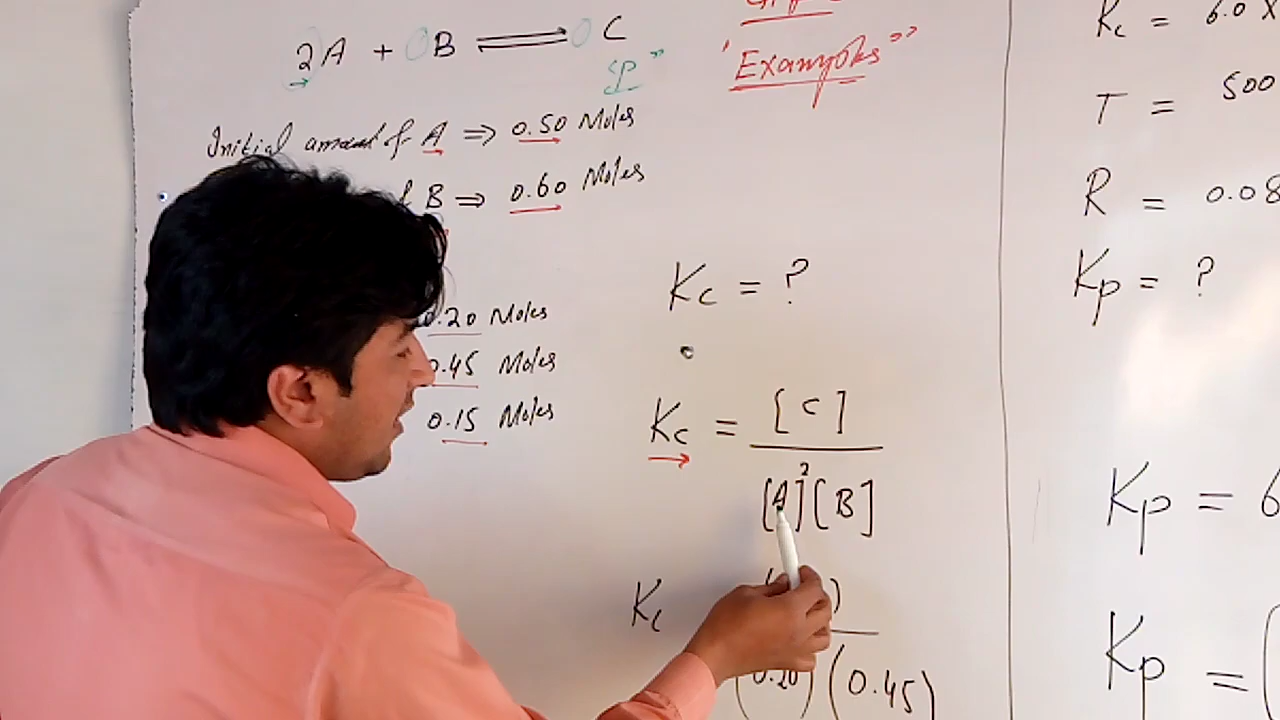 2A + B ⇌ C
"P"
'Examples"
Initial amount of A ⇒ 0.50 Moles
B ⇒ 0.60 Moles
0.20 Moles
0.45 Moles
0.15 Moles
Kc = ?
Kc = [C]
[A]² [B]
Kc
(0.20) (0.45)
Kc = 6.0 x
T = 500
R = 0.08
Kp = ?
Kp = 6
Kp = (